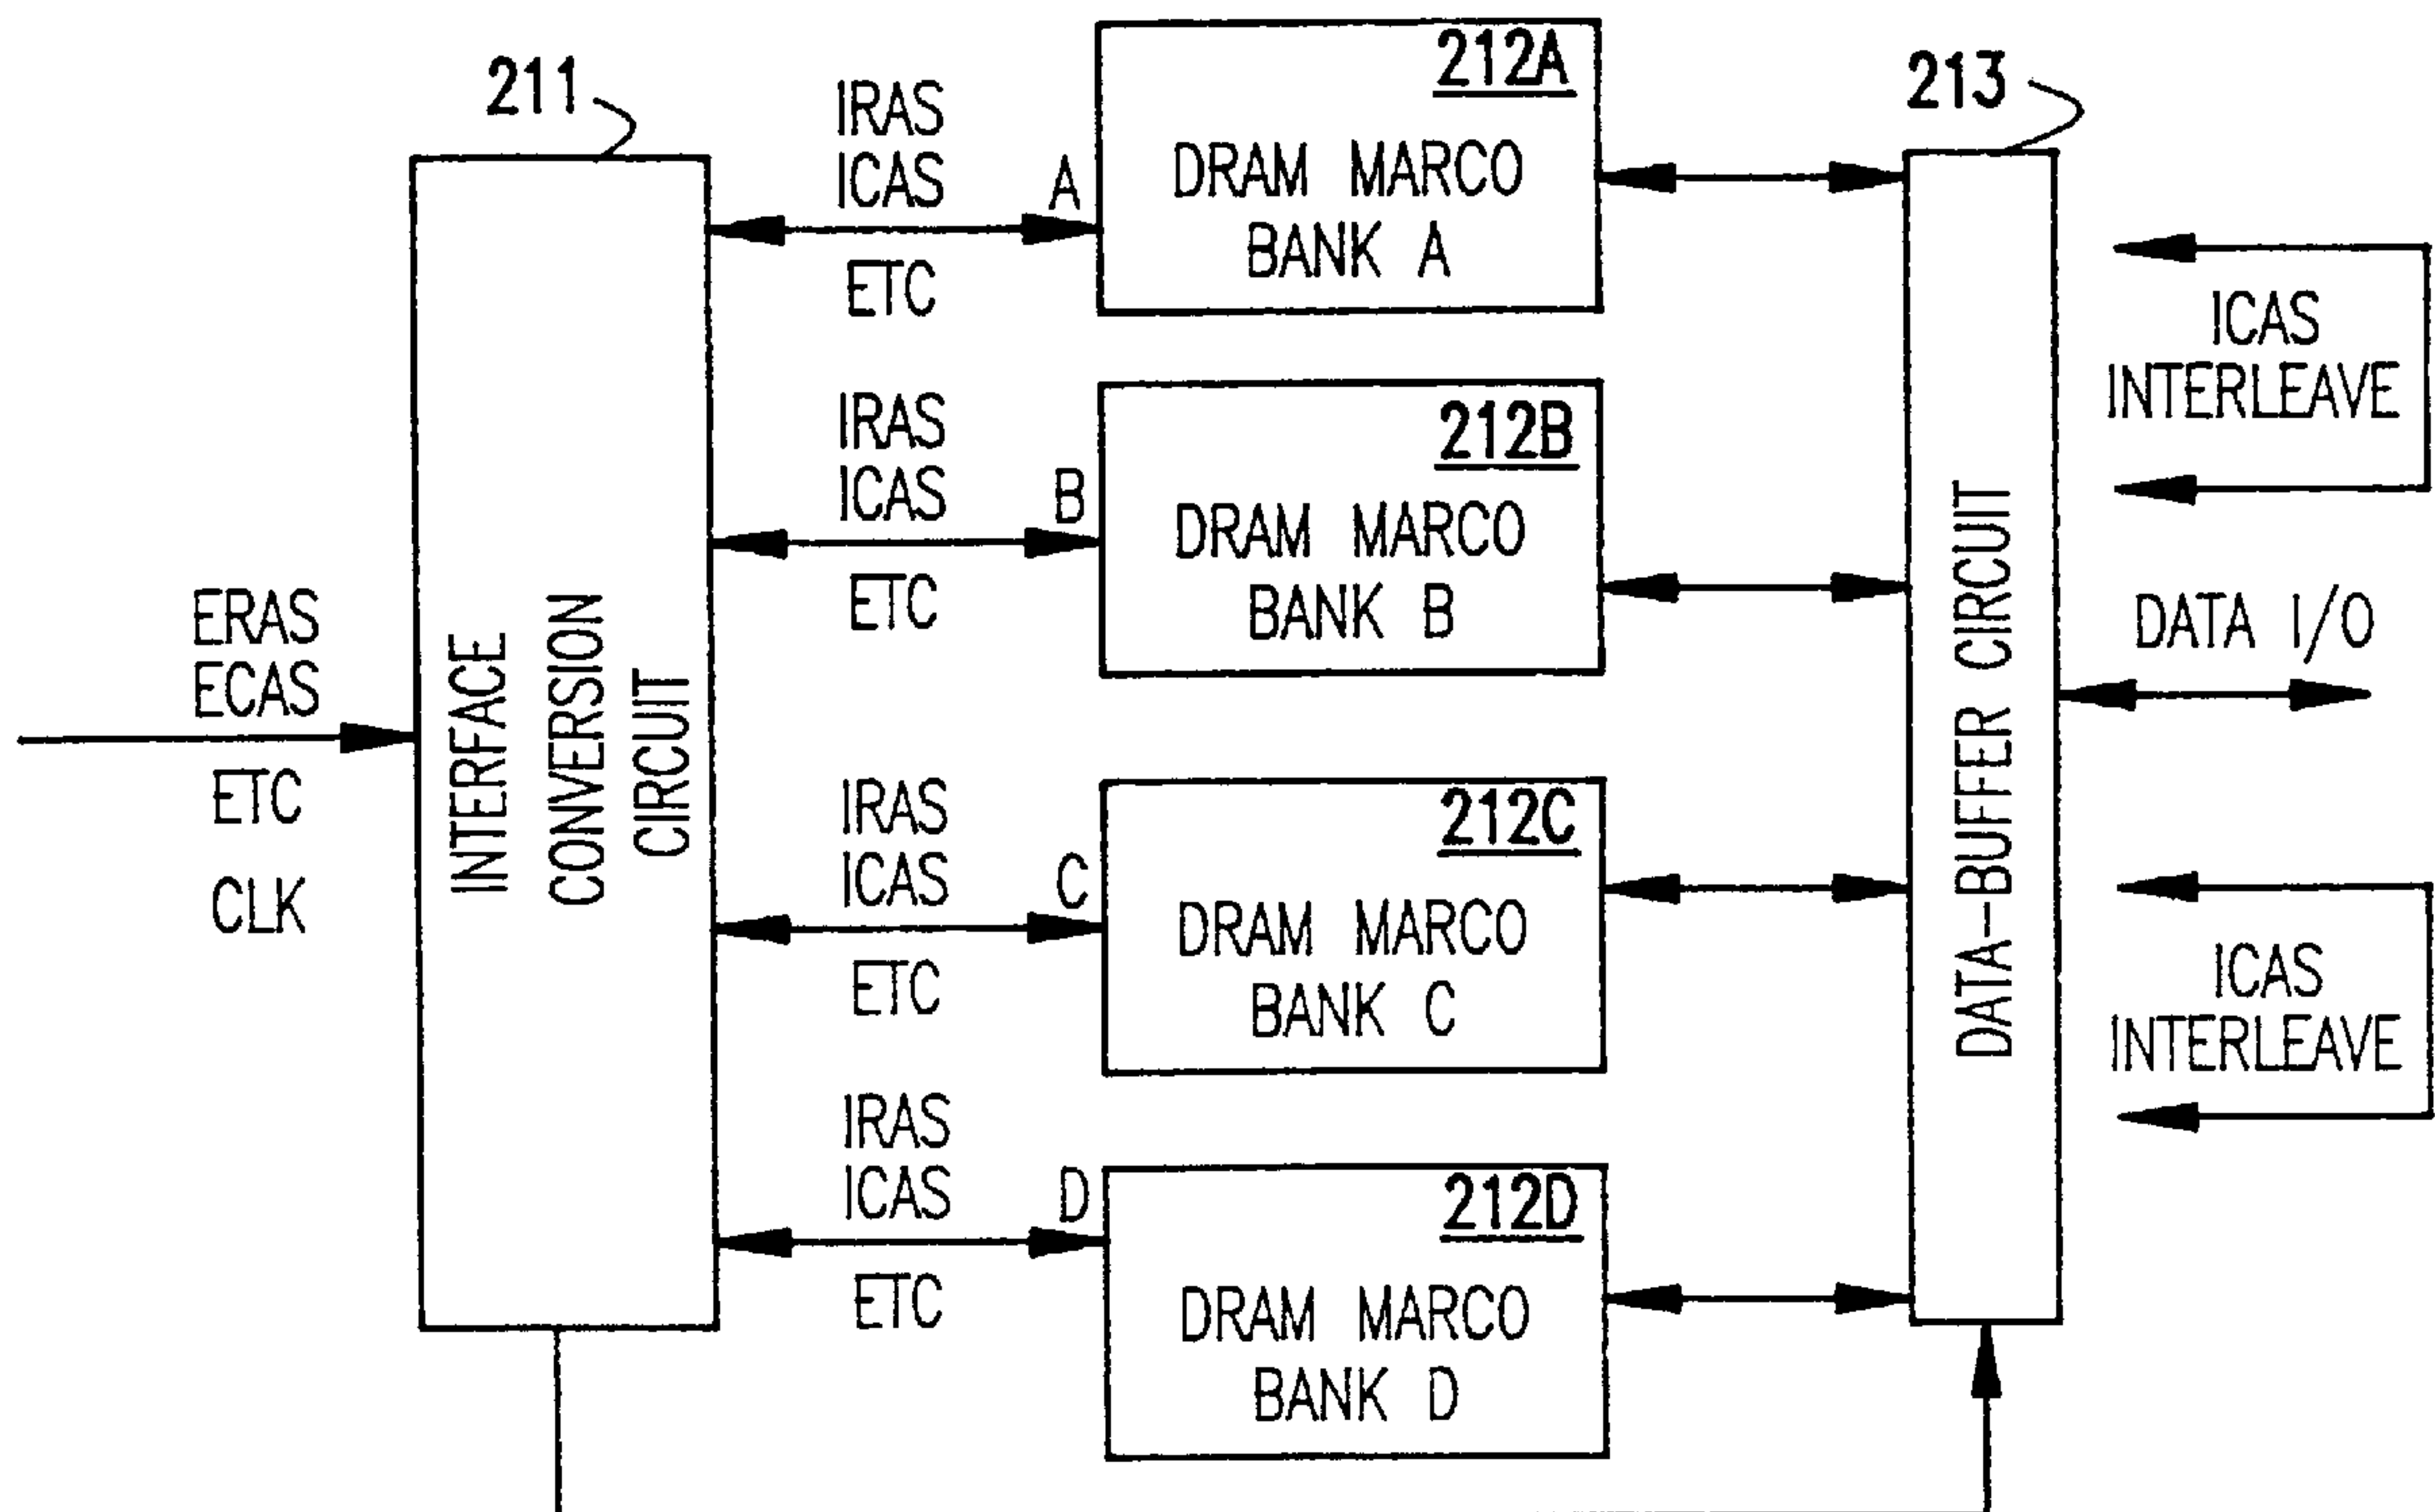 211
ERAS
ECAS
ETC
CLK
INTERFACE
CONVERSION
CIRCUIT
IRAS
ICAS
A
ETC
212A
DRAM MARCO
BANK A
IRAS
ICAS
B
ETC
212B
DRAM MARCO
BANK B
IRAS
ICAS
C
ETC
212C
DRAM MARCO
BANK C
IRAS
ICAS
D
ETC
212D
DRAM MARCO
BANK D
213
DATA-BUFFER CIRCUIT
ICAS
INTERLEAVE
DATA I/O
ICAS
INTERLEAVE